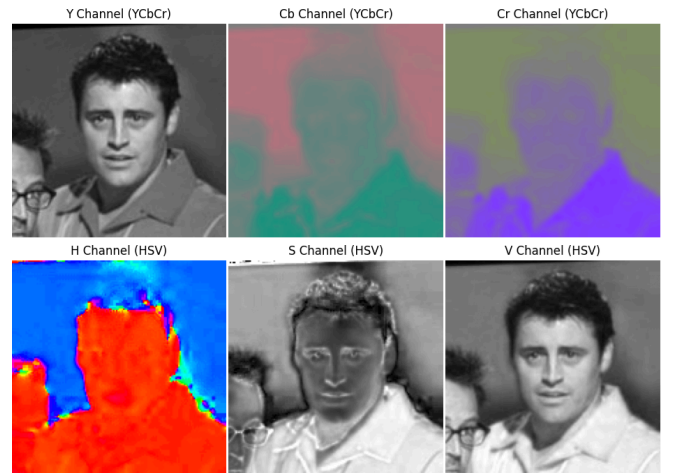 Y Channel (YCbCr)
Cb Channel (YCbCr)
Cr Channel (YCbCr)
H Channel (HSV)
S Channel (HSV)
V Channel (HSV)